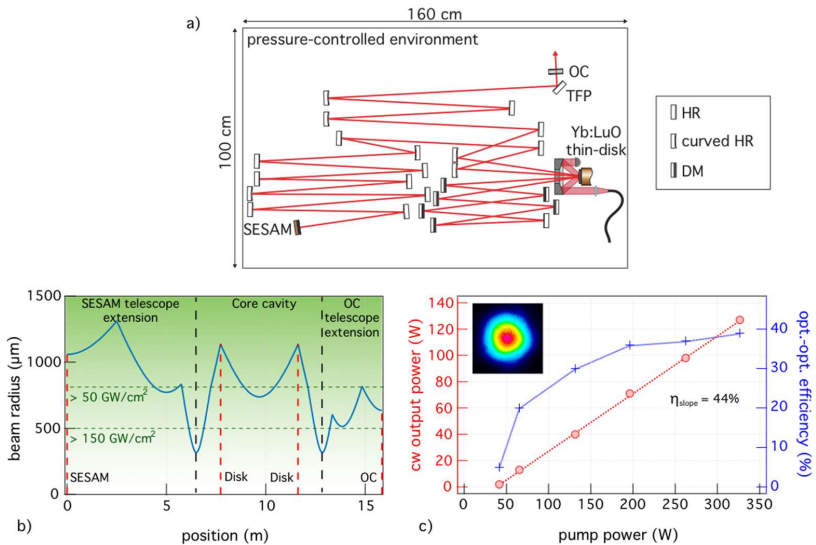 a)
160 cm
pressure-controlled environment
100 cm
OC
TFP
Yb:LuO
thin-disk
SESAM
HR
curved HR
DM
b)
1500
1000
500
0
beam radius (μm)
SESAM telescope
extension
Core cavity
OC
telescope
extension
> 50 GW/cm²
> 150 GW/cm²
SESAM
Disk
Disk
OC
0
5
10
15
position (m)
c)
140
120
100
80
60
40
20
0
cw output power (W)
ηslope = 44%
40
30
20
10
0
opt.-opt. efficiency (%)
0
50
100
150
200
250
300
350
pump power (W)